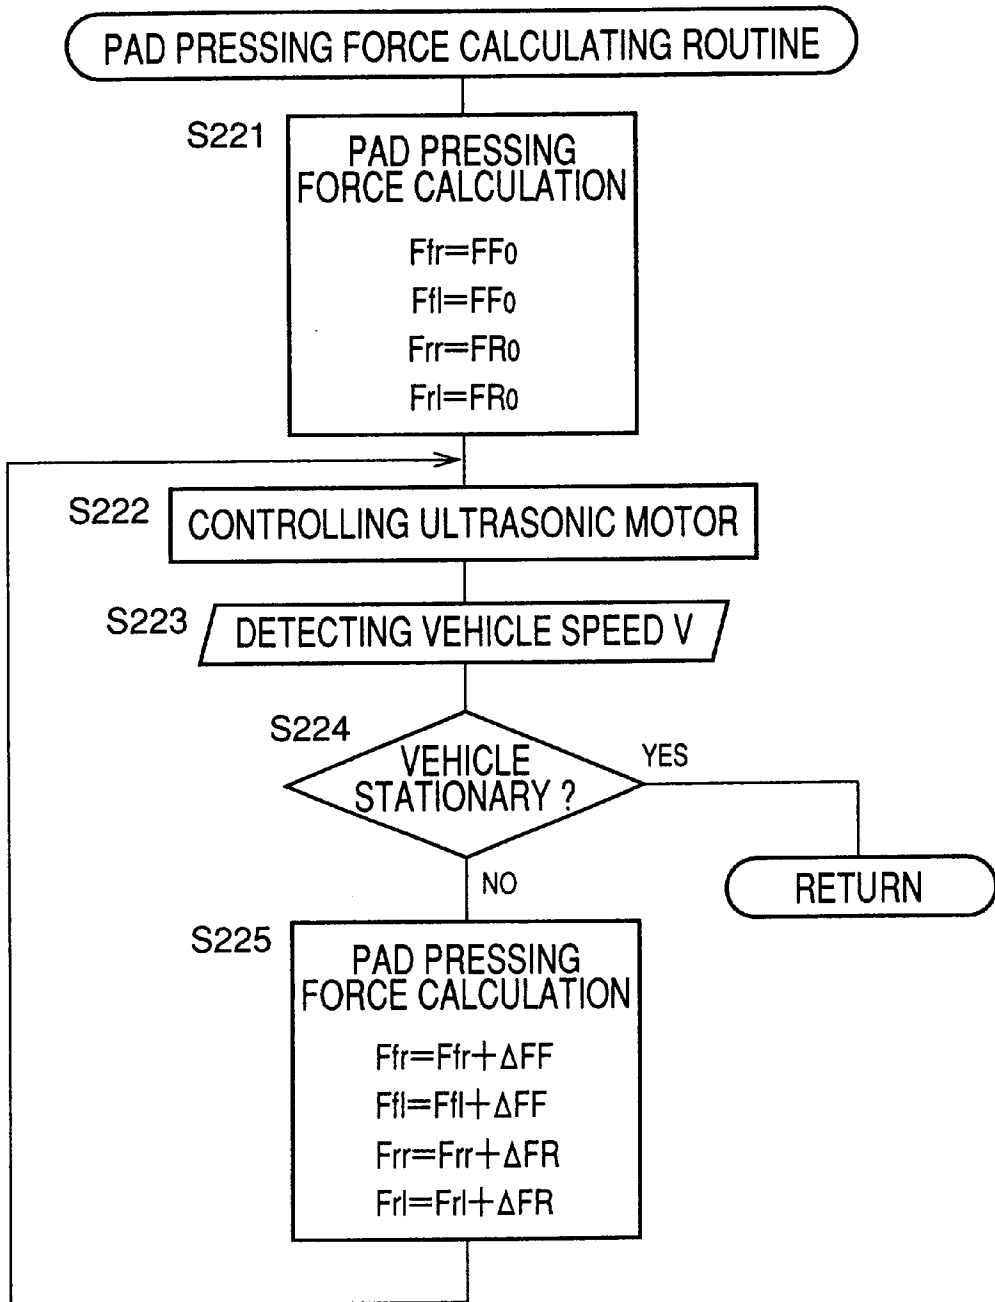 PAD PRESSING FORCE CALCULATING ROUTINE
S221
PAD PRESSING
FORCE CALCULATION
Ffr=FF0
Ffl=FF0
Frr=FR0
Frl=FR0
S222
CONTROLLING ULTRASONIC MOTOR
S223
DETECTING VEHICLE SPEED V
S224
VEHICLE
STATIONARY ?
YES
RETURN
NO
S225
PAD PRESSING
FORCE CALCULATION
Ffr=Ffr+ΔFF
Ffl=Ffl+ΔFF
Frr=Frr+ΔFR
Frl=Frl+ΔFR